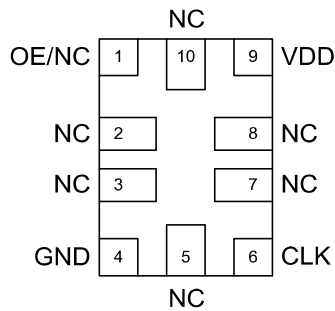 NC
OE/NC 1 10 9 VDD
NC 2 8 NC
NC 3 7 NC
GND 4 5 6 CLK
NC